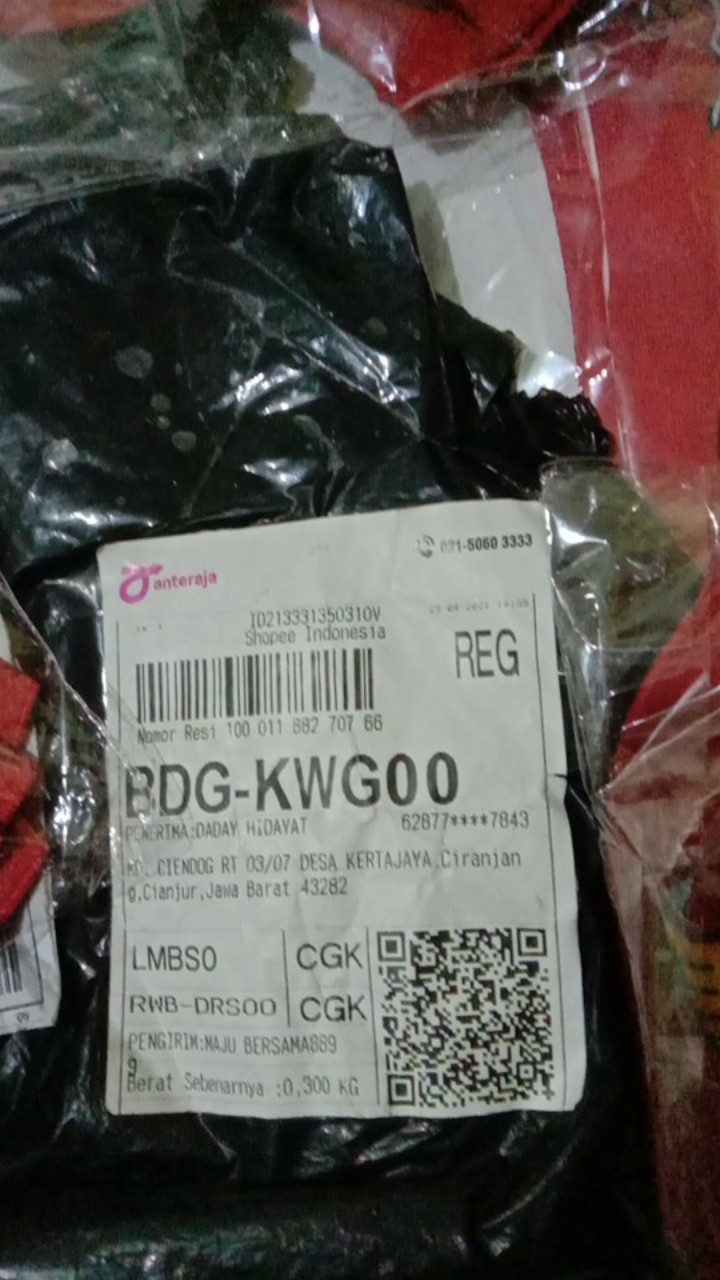 anteraja
021-5060 3333
ID2133313503IOV
Shopee Indonesia
REG
Nomor Resi 100 011 682 707 66
BDG-KWG00
PENERIMA:DADAY HIDAYAT
62877****7843
KP. CIENDOG RT 03/07 DESA KERTAJAYA,Ciranjan
g,Cianjur,Jawa Barat 43282
LMBS0
CGK
RWB-DRS00
CGK
PENGIRIM:MAJU BERSAMA889
9
Berat Sebenarnya :0,300 KG